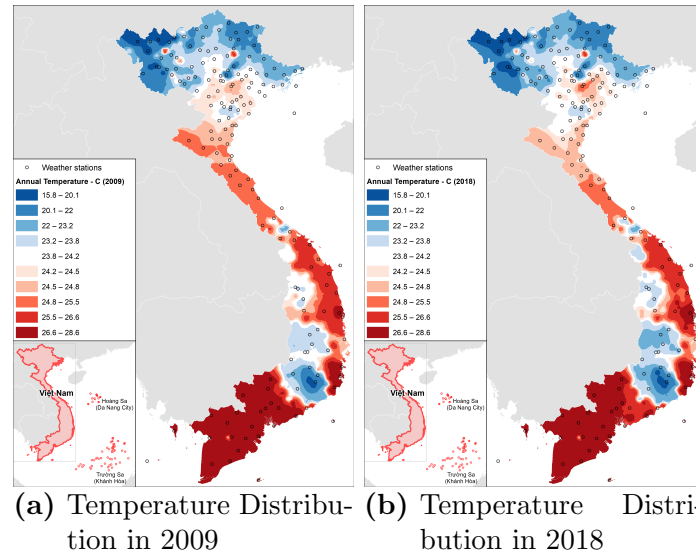 Weather stations
Annual Temperature - C (2009)
15.8 – 20.1
20.1 – 22
22 – 23.2
23.2 – 23.8
23.8 – 24.2
24.2 – 24.5
24.5 – 24.8
24.8 – 25.5
25.5 – 26.6
26.6 – 28.6
Việt Nam
Hoàng Sa
(Da Nang City)
Trường Sa
(Khánh Hòa)
(a) Temperature Distribu-
tion in 2009
Weather stations
Annual Temperature - C (2018)
15.8 – 20.1
20.1 – 22
22 – 23.2
23.2 – 23.8
23.8 – 24.2
24.2 – 24.5
24.5 – 24.8
24.8 – 25.5
25.5 – 26.6
26.6 – 28.6
Việt Nam
Hoàng Sa
(Da Nang City)
Trường Sa
(Khánh Hòa)
(b) Temperature Distri-
bution in 2018